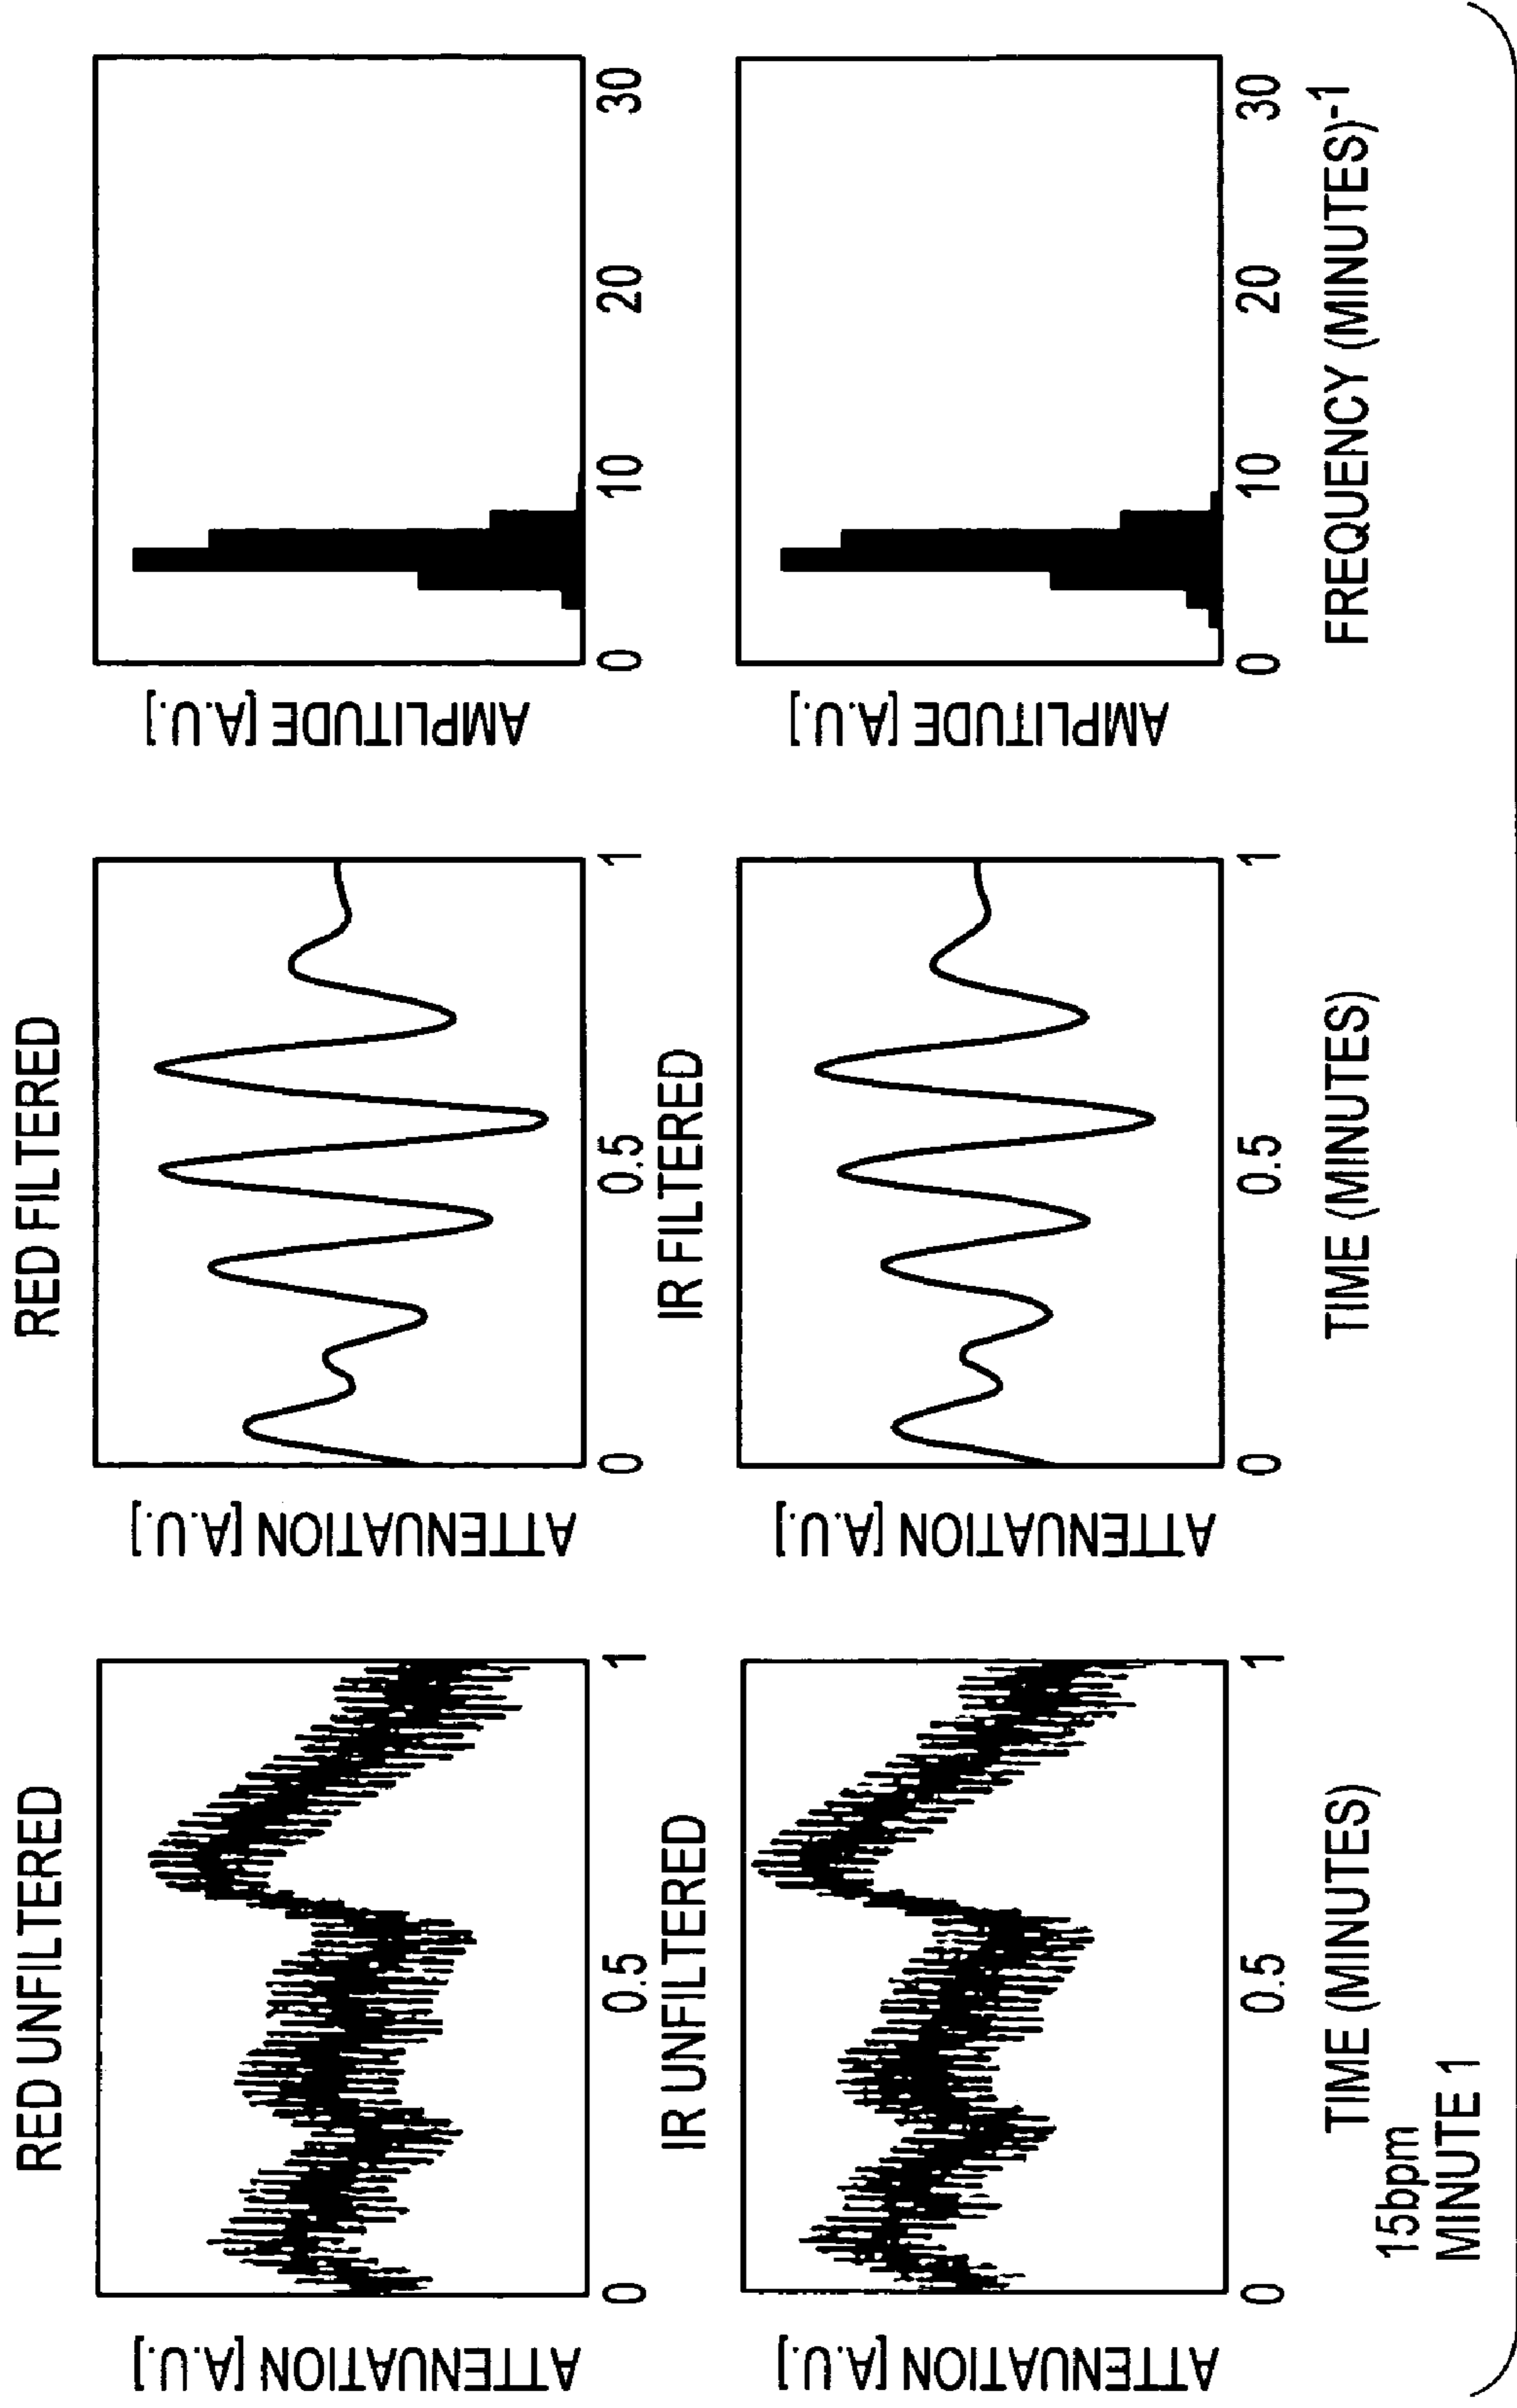 RED UNFILTERED
RED FILTERED
ATTENUATION [A.U.]
0 0.5 1
ATTENUATION [A.U.]
0 0.5 1
AMPLITUDE [A.U.]
0 10 20 30
IR UNFILTERED
IR FILTERED
ATTENUATION [A.U.]
0 0.5 1
ATTENUATION [A.U.]
0 0.5 1
AMPLITUDE [A.U.]
0 10 20 30
TIME (MINUTES)
TIME (MINUTES)
FREQUENCY (MINUTES)-1
15bpm
MINUTE 1